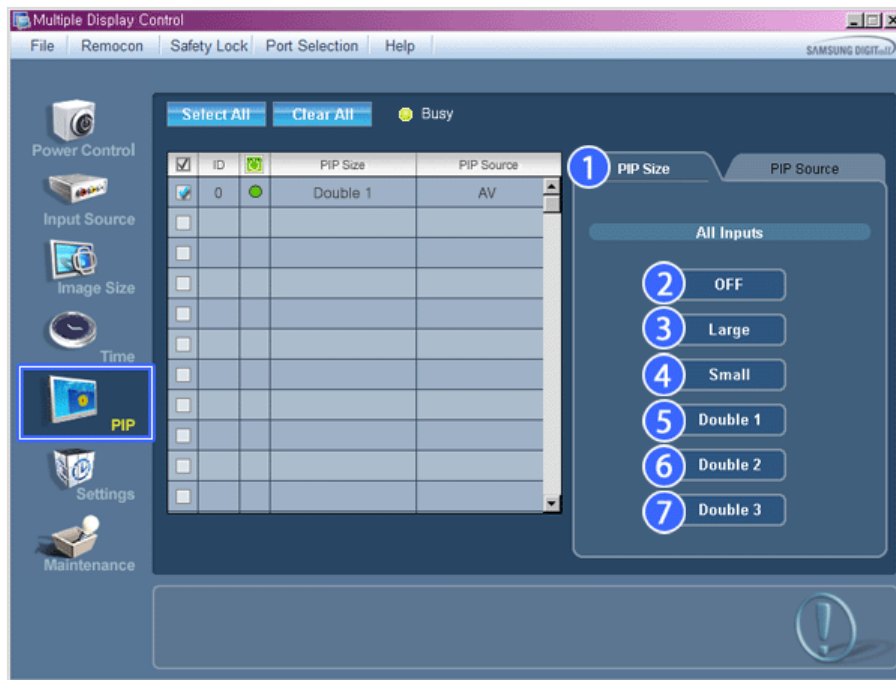 Multiple Display Control
File Remocon Safety Lock Port Selection Help
SAMSUNG DIGITall
Select All Clear All Busy
Power Control
Input Source
Image Size
Time
PIP
Settings
Maintenance
ID PIP Size PIP Source
0 Double 1 AV
1 PIP Size PIP Source
All Inputs
2 OFF
3 Large
4 Small
5 Double 1
6 Double 2
7 Double 3